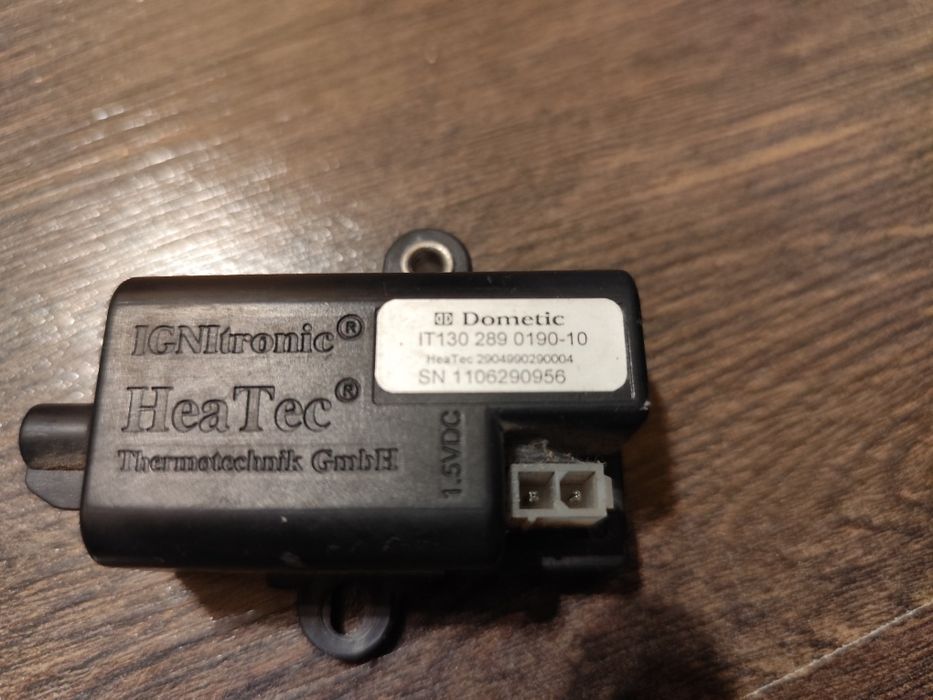 IGNItronic®
HeaTec®
Thermotechnik GmbH
1.5VDC
Dometic
IT130 289 0190-10
HeaTec 2904990290004
SN 1106290956